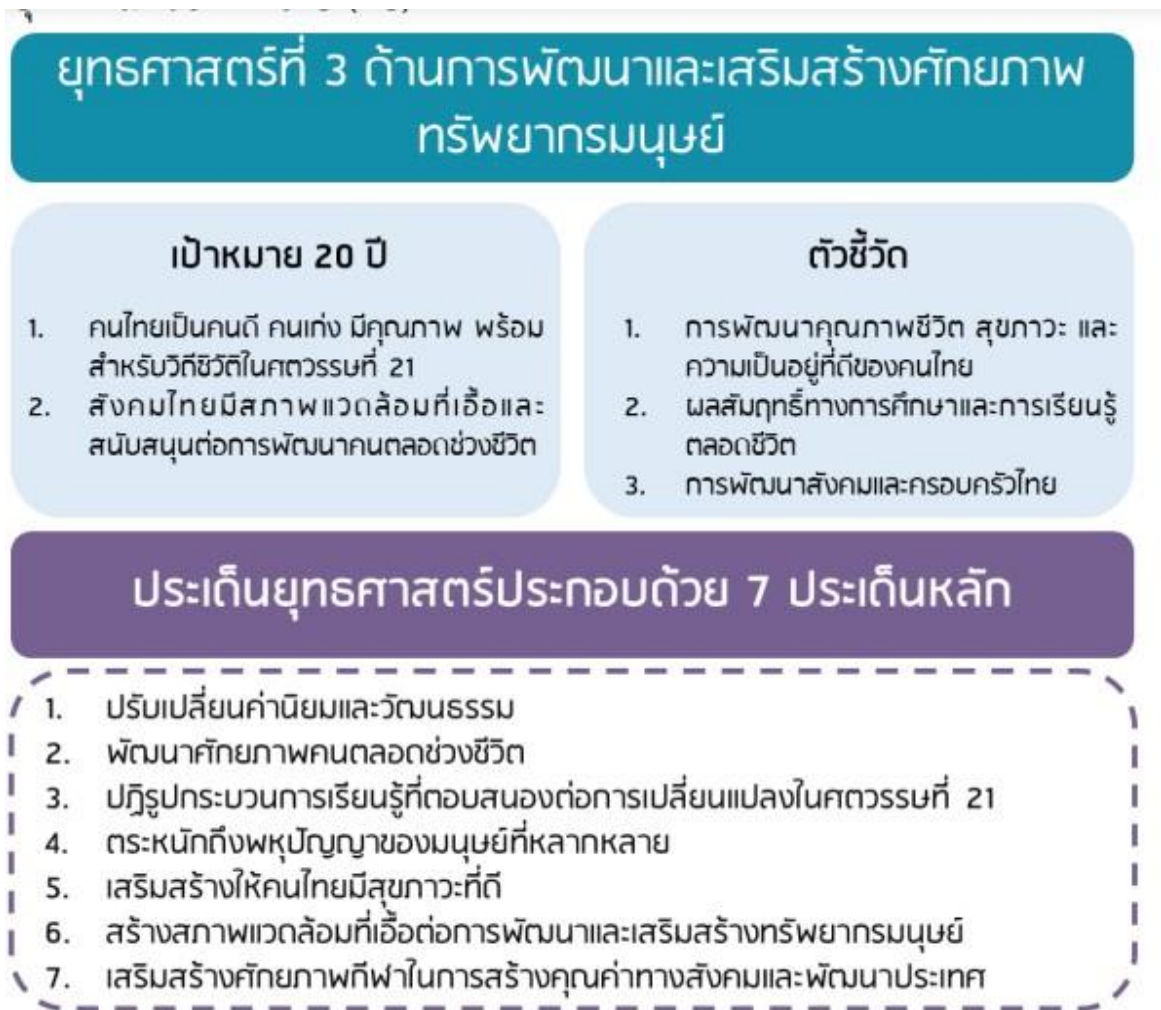 ยุทธศาสตร์ที่ 3 ด้านการพัฒนาและเสริมสร้างศักยภาพ
ทรัพยากรมนุษย์
เป้าหมาย 20 ปี
1. คนไทยเป็นคนดี คนเก่ง มีคุณภาพ พร้อม
สำหรับวิถีชิวัติในศตวรรษที่ 21
2. สังคมไทยมีสภาพแวดล้อมที่เอื้อและ
สนับสนุนต่อการพัฒนาคนตลอดช่วงชีวิต
ตัวชี้วัด
1. การพัฒนาคุณภาพชีวิต สุขภาวะ และ
ความเป็นอยู่ที่ดีของคนไทย
2. ผลสัมฤทธิ์ทางการศึกษาและการเรียนรู้
ตลอดชีวิต
3. การพัฒนาสังคมและครอบครัวไทย
ประเด็นยุทธศาสตร์ประกอบด้วย 7 ประเด็นหลัก
1. ปรับเปลี่ยนค่านิยมและวัฒนธรรม
2. พัฒนาศักยภาพคนตลอดช่วงชีวิต
3. ปฏิรูปกระบวนการเรียนรู้ที่ตอบสนองต่อการเปลี่ยนแปลงในศตวรรษที่ 21
4. ตระหนักถึงพหุปัญญาของมนุษย์ที่หลากหลาย
5. เสริมสร้างให้คนไทยมีสุขภาวะที่ดี
6. สร้างสภาพแวดล้อมที่เอื้อต่อการพัฒนาและเสริมสร้างทรัพยากรมนุษย์
7. เสริมสร้างศักยภาพกีฬาในการสร้างคุณค่าทางสังคมและพัฒนาประเทศ